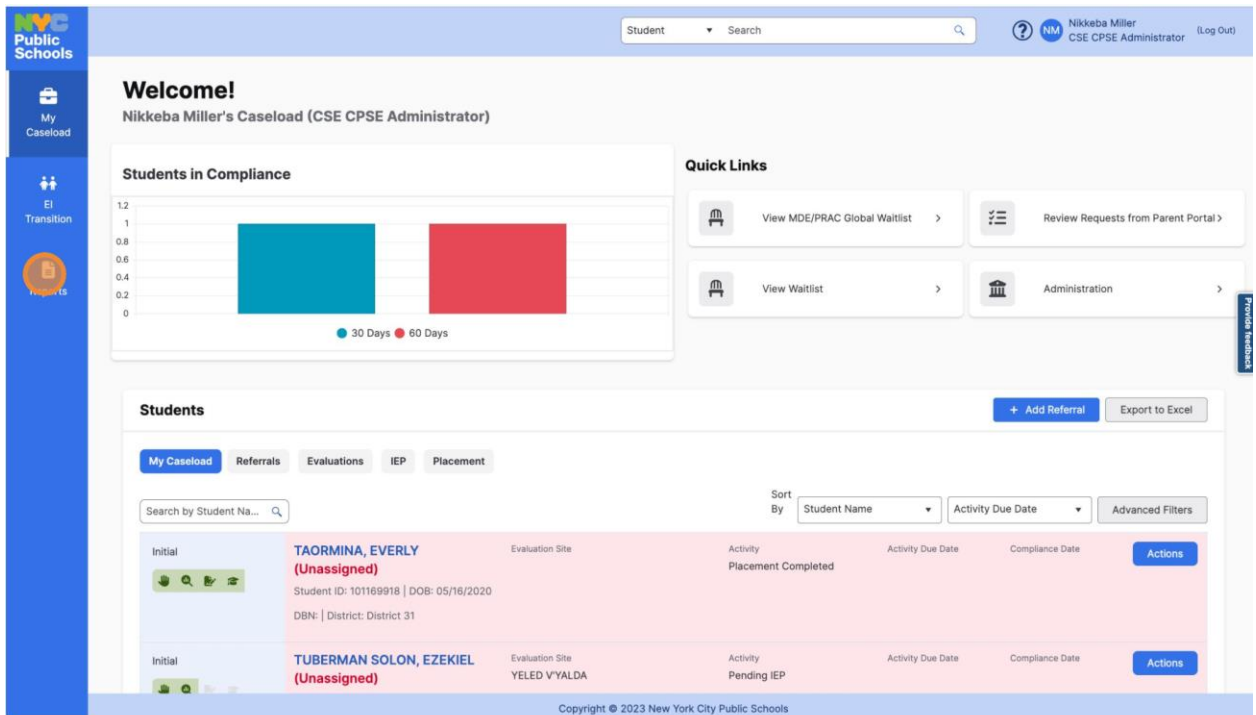 NYC
Public
Schools
Student
Search
?
NM
Nikkeba Miller
CSE CPSE Administrator
(Log Out)
My
Caseload
EI
Transition
Reports
Welcome!
Nikkeba Miller's Caseload (CSE CPSE Administrator)
Students in Compliance
1.2
1
0.8
0.6
0.4
0.2
0
30 Days
60 Days
Quick Links
View MDE/PRAC Global Waitlist >
Review Requests from Parent Portal >
View Waitlist >
Administration >
Provide feedback
Students
+ Add Referral
Export to Excel
My Caseload
Referrals
Evaluations
IEP
Placement
Search by Student Na...
Sort
By
Student Name
Activity Due Date
Advanced Filters
Initial
TAORMINA, EVERLY
(Unassigned)
Student ID: 101169918 | DOB: 05/16/2020
DBN: | District: District 31
Evaluation Site
Activity
Placement Completed
Activity Due Date
Compliance Date
Actions
Initial
TUBERMAN SOLON, EZEKIEL
(Unassigned)
Evaluation Site
YELED V'YALDA
Activity
Pending IEP
Activity Due Date
Compliance Date
Actions
Copyright © 2023 New York City Public Schools